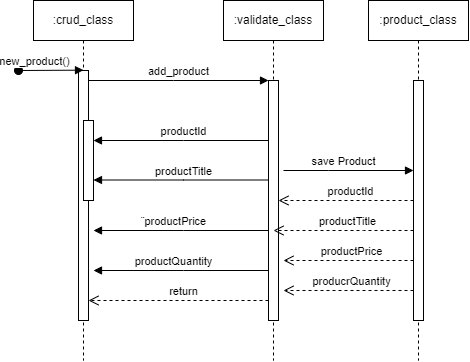 :crud_class
:validate_class
:product_class
new_product()
add_product
productId
save Product
productTitle
productId
¨productPrice
productTitle
productPrice
productQuantity
producrQuantity
return